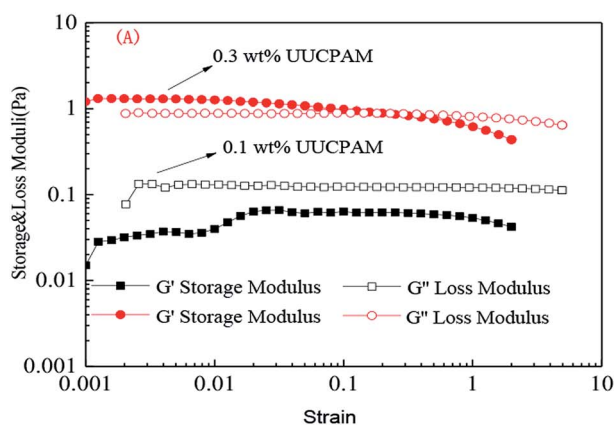 (A)
10
0.3 wt% UUCPAM
1
0.1 wt% UUCPAM
0.1
0.01
G' Storage Modulus
G" Loss Modulus
G' Storage Modulus
G" Loss Modulus
0.001
Storage&Loss Moduli(Pa)
0.001
0.01
0.1
1
10
Strain